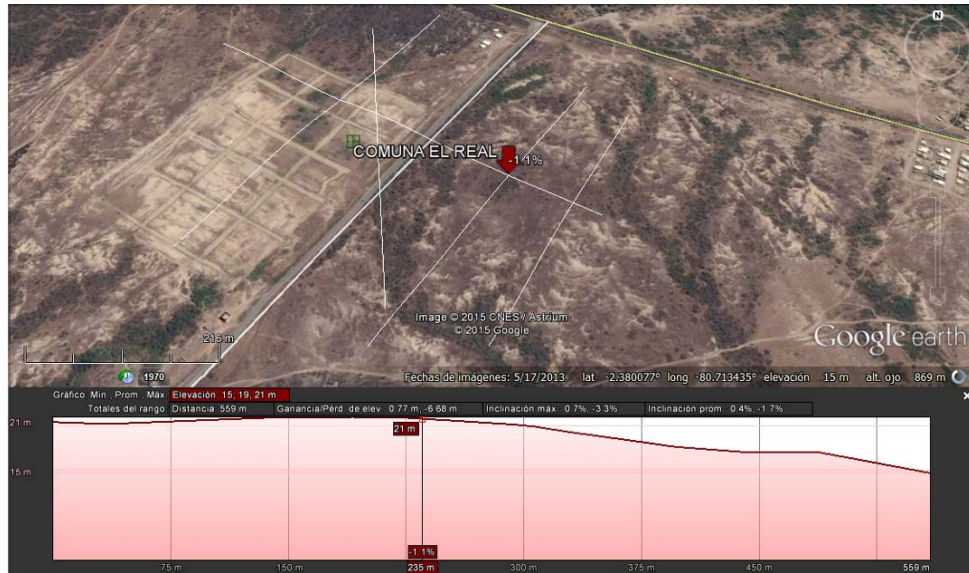 N
COMUNA EL REAL
-1.1%
Image © 2015 CNES / Astrium
© 2015 Google
Google earth
216 m
1970
Fechas de imágenes: 5/17/2013 lat -2.380077° long -80.713435° elevación 15 m alt. ojo 869 m
Gráfico Mín., Prom., Máx. Elevación: 15, 19, 21 m
Totales del rango: Distancia: 559 m Ganancia/Pérd. de elev.: 0.77 m, -6.68 m Inclinación máx.: 0.7%, -3.3% Inclinación prom.: 0.4%, -1.7%
21 m
21 m
15 m
-1.1%
75 m 150 m 235 m 300 m 375 m 450 m 559 m